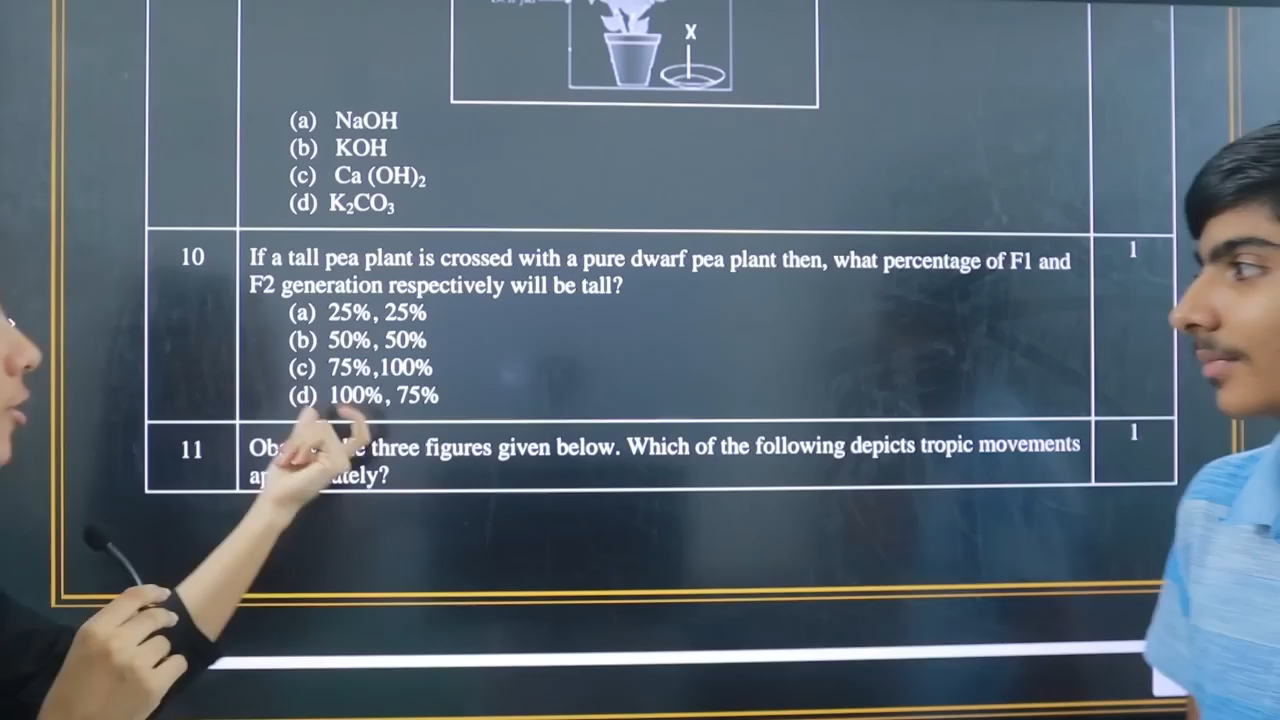 X
(a) NaOH
(b) KOH
(c) Ca (OH)₂
(d) K₂CO₃
10 If a tall pea plant is crossed with a pure dwarf pea plant then, what percentage of F1 and 1
F2 generation respectively will be tall?
(a) 25%, 25%
(b) 50%, 50%
(c) 75%,100%
(d) 100%, 75%
11 three figures given below. Which of the following depicts tropic movements 1